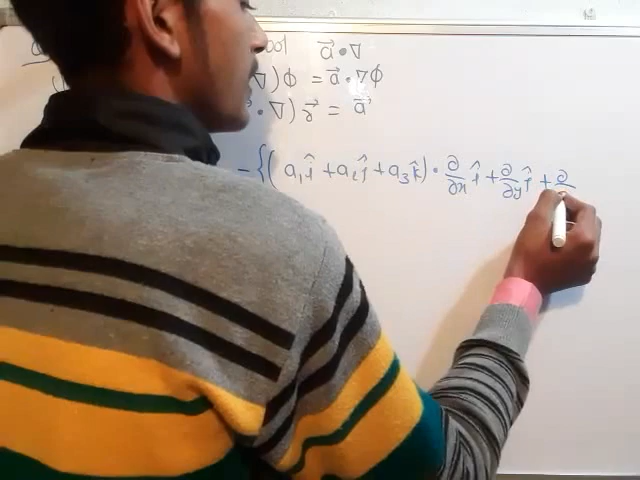 a⃗ • ∇
∇)ϕ = a⃗ • ∇ϕ
• ∇) r⃗ = a⃗
= {( a₁î + a₂ĵ + a₃k̂) • ∂/∂x î + ∂/∂y ĵ + ∂/